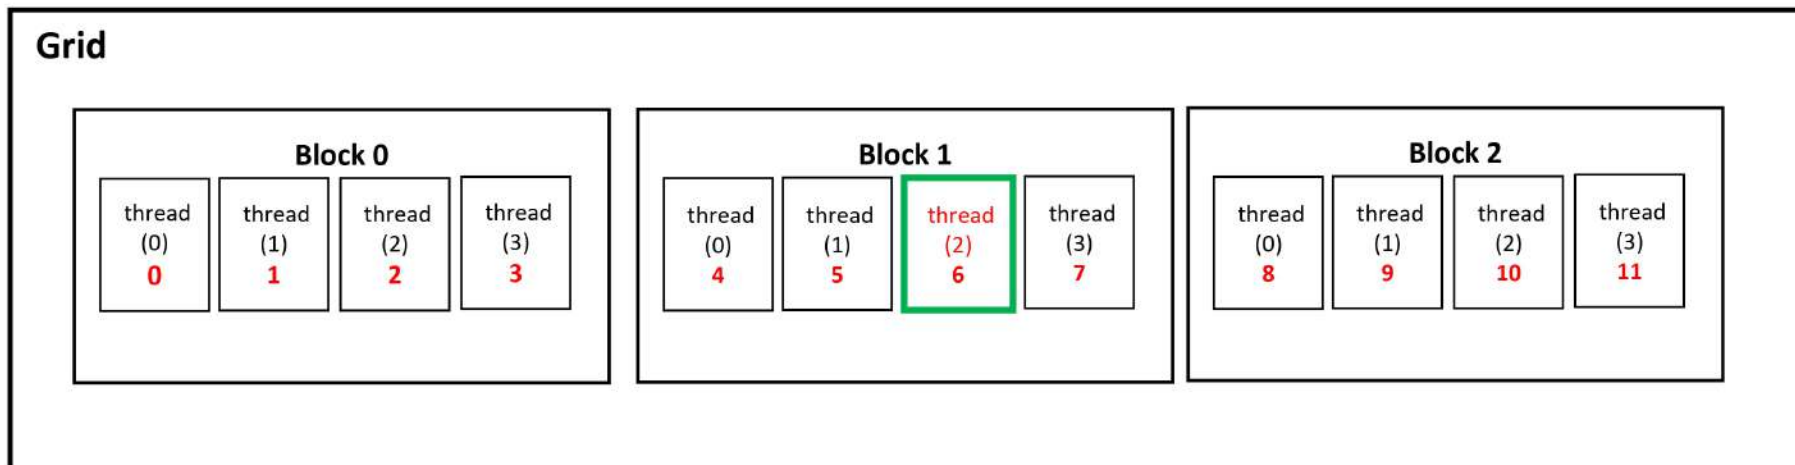 Grid
Block 0
thread
(0)
0
thread
(1)
1
thread
(2)
2
thread
(3)
3
Block 1
thread
(0)
4
thread
(1)
5
thread
(2)
6
thread
(3)
7
Block 2
thread
(0)
8
thread
(1)
9
thread
(2)
10
thread
(3)
11